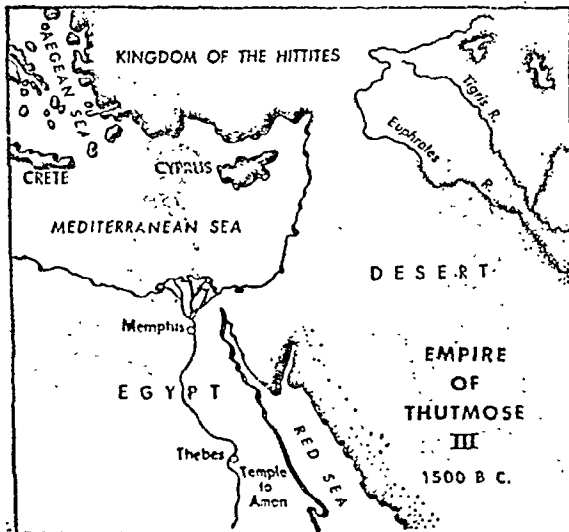 KINGDOM OF THE HITTITES
AEGEAN SEA
Tigris R.
Euphrates R.
CRETE
CYPRUS
MEDITERRANEAN SEA
DESERT
Memphis
EGYPT
RED SEA
Thebes
Temple
to
Amen
EMPIRE
OF
THUTMOSE
III
1500 B C.